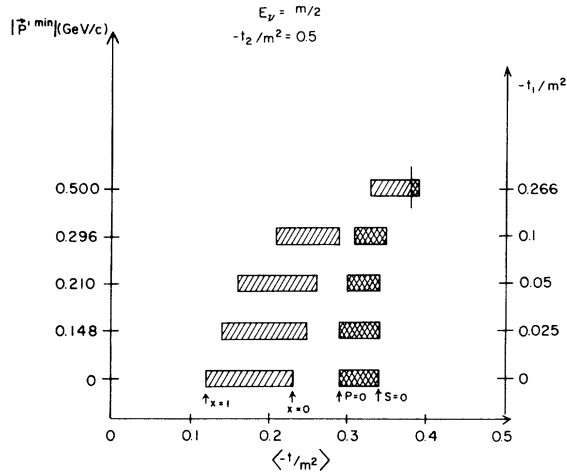 E_ν = m/2
-t₂/m² = 0.5
|p⃗'^min| (GeV/c)
-t₁/m²
0.500
0.266
0.296
0.1
0.210
0.05
0.148
0.025
0
0
x=1
x=0
P=0
S=0
0
0.1
0.2
0.3
0.4
0.5
⟨-t/m²⟩